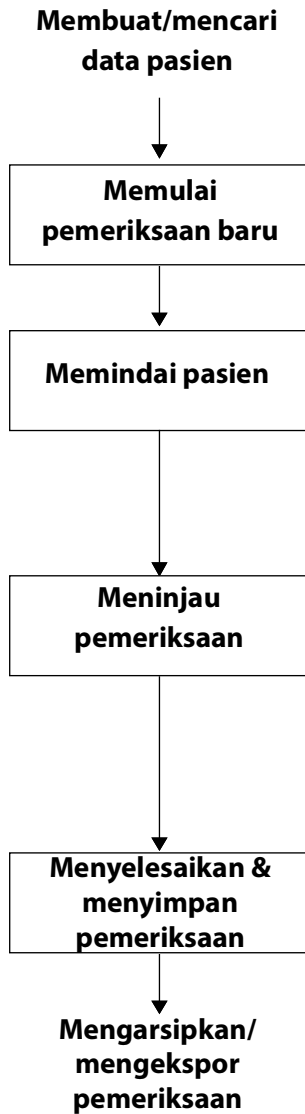 Membuat/mencari
data pasien
Memulai
pemeriksaan baru
Memindai pasien
Meninjau
pemeriksaan
Menyelesaikan &
menyimpan
pemeriksaan
Mengarsipkan/
mengekspor
pemeriksaan